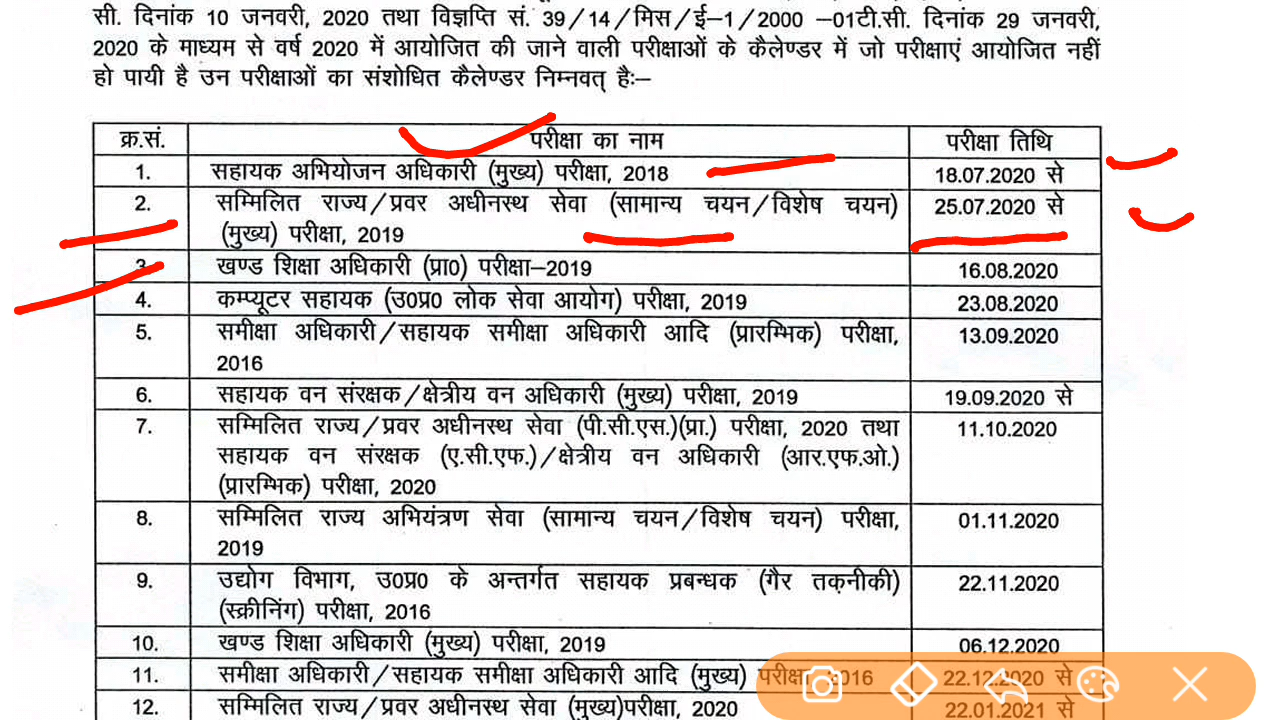 सी. दिनांक 10 जनवरी, 2020 तथा विज्ञप्ति सं. 39/14/मिस/ई–1/2000 –01टी.सी. दिनांक 29 जनवरी,
2020 के माध्यम से वर्ष 2020 में आयोजित की जाने वाली परीक्षाओं के कैलेण्डर में जो परीक्षाएं आयोजित नहीं
हो पायी है उन परीक्षाओं का संशोधित कैलेण्डर निम्नवत् हैः–
क्र.सं. परीक्षा का नाम परीक्षा तिथि
1. सहायक अभियोजन अधिकारी (मुख्य) परीक्षा, 2018 18.07.2020 से
2. सम्मिलित राज्य/प्रवर अधीनस्थ सेवा (सामान्य चयन/विशेष चयन) 25.07.2020 से
(मुख्य) परीक्षा, 2019
3. खण्ड शिक्षा अधिकारी (प्रा0) परीक्षा–2019 16.08.2020
4. कम्प्यूटर सहायक (उ0प्र0 लोक सेवा आयोग) परीक्षा, 2019 23.08.2020
5. समीक्षा अधिकारी/सहायक समीक्षा अधिकारी आदि (प्रारम्भिक) परीक्षा, 13.09.2020
2016
6. सहायक वन संरक्षक/क्षेत्रीय वन अधिकारी (मुख्य) परीक्षा, 2019 19.09.2020 से
7. सम्मिलित राज्य/प्रवर अधीनस्थ सेवा (पी.सी.एस.)(प्रा.) परीक्षा, 2020 तथा 11.10.2020
सहायक वन संरक्षक (ए.सी.एफ.)/क्षेत्रीय वन अधिकारी (आर.एफ.ओ.)
(प्रारम्भिक) परीक्षा, 2020
8. सम्मिलित राज्य अभियंत्रण सेवा (सामान्य चयन/विशेष चयन) परीक्षा, 01.11.2020
2019
9. उद्योग विभाग, उ0प्र0 के अन्तर्गत सहायक प्रबन्धक (गैर तक़नीकी) 22.11.2020
(स्क्रीनिंग) परीक्षा, 2016
10. खण्ड शिक्षा अधिकारी (मुख्य) परीक्षा, 2019 06.12.2020
11. समीक्षा अधिकारी/सहायक समीक्षा अधिकारी आदि (मुख्य) परीक्षा, 2016 22.12.2020 से
12. सम्मिलित राज्य/प्रवर अधीनस्थ सेवा (मुख्य)परीक्षा, 2020 22.01.2021 से